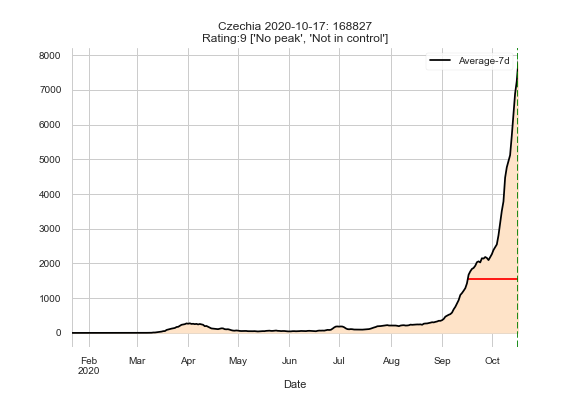 Czechia 2020-10-17: 168827
Rating:9 ['No peak', 'Not in control']
Average-7d
8000
7000
6000
5000
4000
3000
2000
1000
0
Feb Mar Apr May Jun Jul Aug Sep Oct
2020
Date